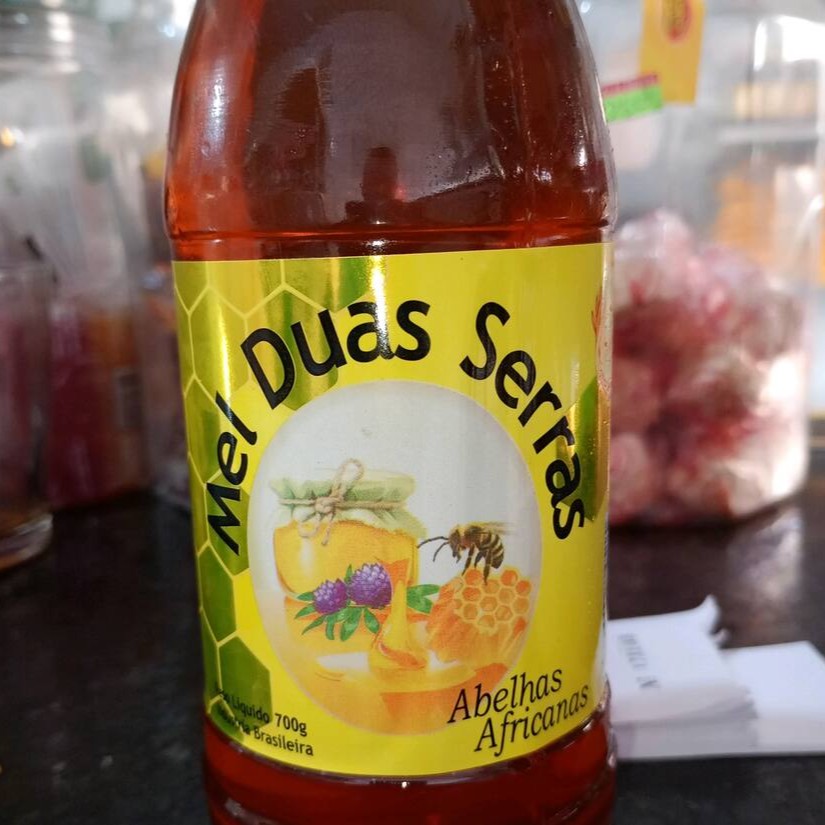 Mel Duas Serras
Abelhas
Africanas
Líquido 700g
Brasileira